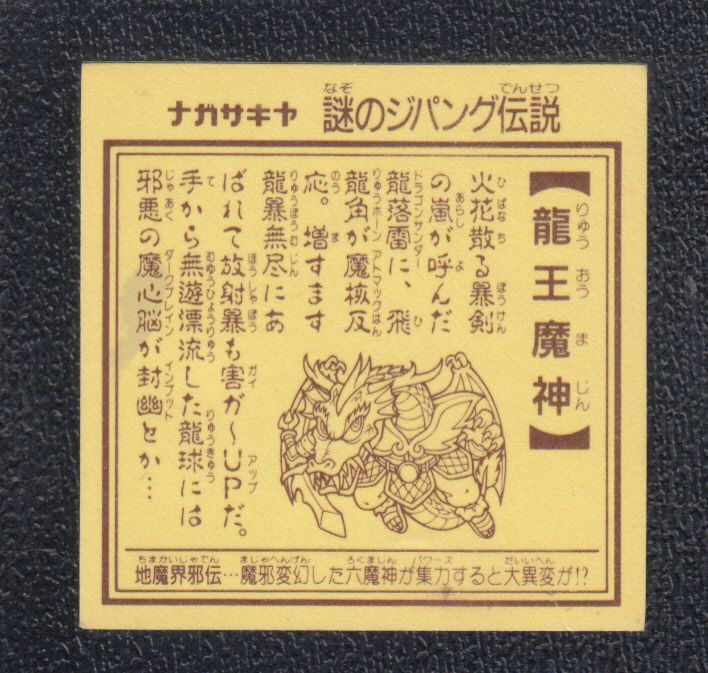 ナガサキヤ 謎のジパング伝説
【龍王魔神】
火花散る暴剣
の嵐が呼んだ
龍落雷に、飛
龍角が魔核反
応。増すます
龍暴無尽にあ
ばれて放射暴も害が〜UPだ。
手から無遊漂流した龍球には
邪悪の魔心脳が封幽とか…
地魔界邪伝…魔邪変幻した六魔神が集力すると大異変が!?